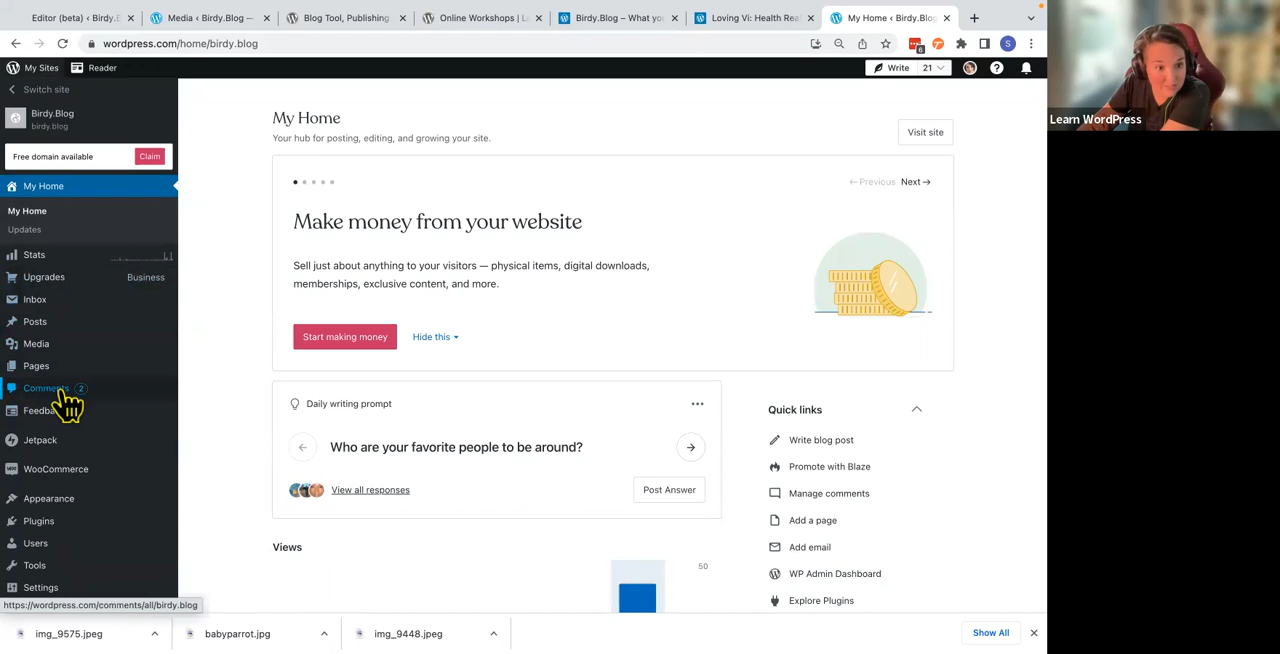 Editor (beta) ‹ Birdy.B
Media ‹ Birdy.Blog —
Blog Tool, Publishing
Online Workshops | L
Birdy.Blog – What you
Loving Vi: Health Rea
My Home ‹ Birdy.Blog
wordpress.com/home/birdy.blog
6
S
My Sites
Reader
Write
21
Switch site
Birdy.Blog
birdy.blog
Free domain available
Claim
My Home
My Home
Updates
Stats
Upgrades
Business
Inbox
Posts
Media
Pages
Comments
2
Feedba
Jetpack
WooCommerce
Appearance
Plugins
Users
Tools
Settings
https://wordpress.com/comments/all/birdy.blog
My Home
Your hub for posting, editing, and growing your site.
Visit site
←Previous
Next→
Make money from your website
Sell just about anything to your visitors — physical items, digital downloads,
memberships, exclusive content, and more.
Start making money
Hide this
Daily writing prompt
Who are your favorite people to be around?
View all responses
Post Answer
Views
50
Quick links
Write blog post
Promote with Blaze
Manage comments
Add a page
Add email
WP Admin Dashboard
Explore Plugins
Learn WordPress
img_9575.jpeg
babyparrot.jpg
img_9448.jpeg
Show All